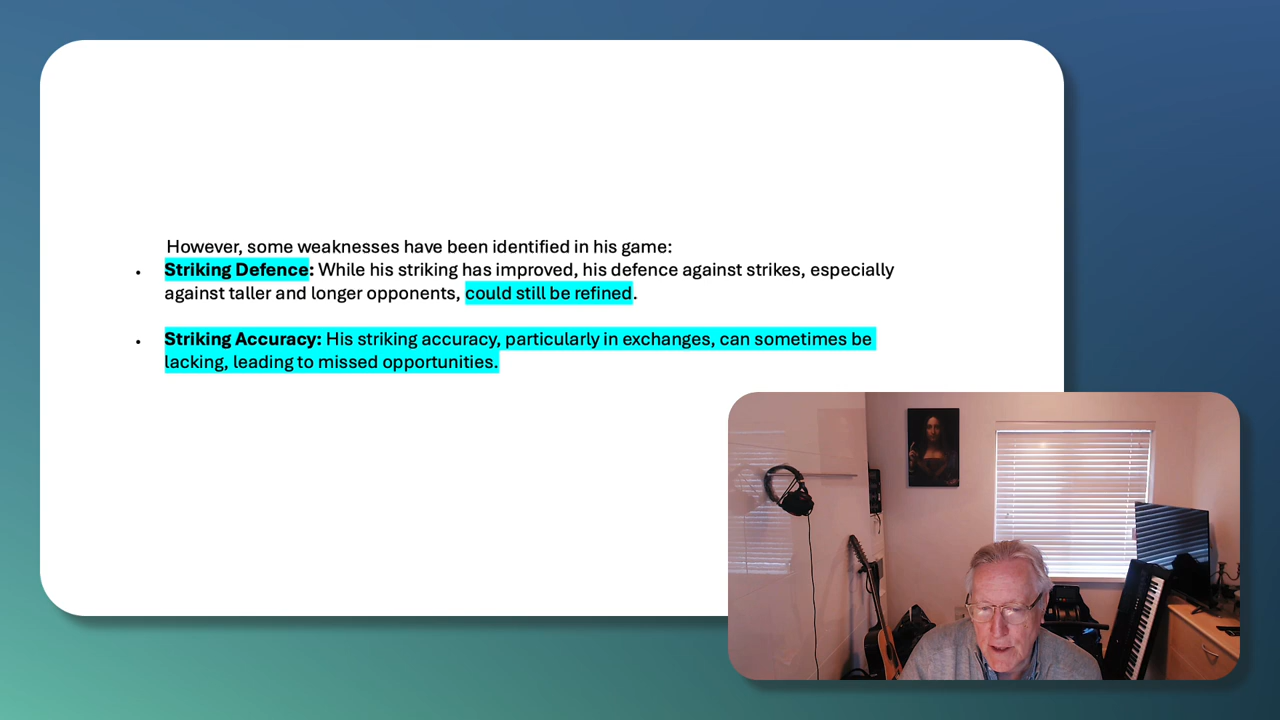 However, some weaknesses have been identified in his game:
• Striking Defence: While his striking has improved, his defence against strikes, especially
against taller and longer opponents, could still be refined.
• Striking Accuracy: His striking accuracy, particularly in exchanges, can sometimes be
lacking, leading to missed opportunities.